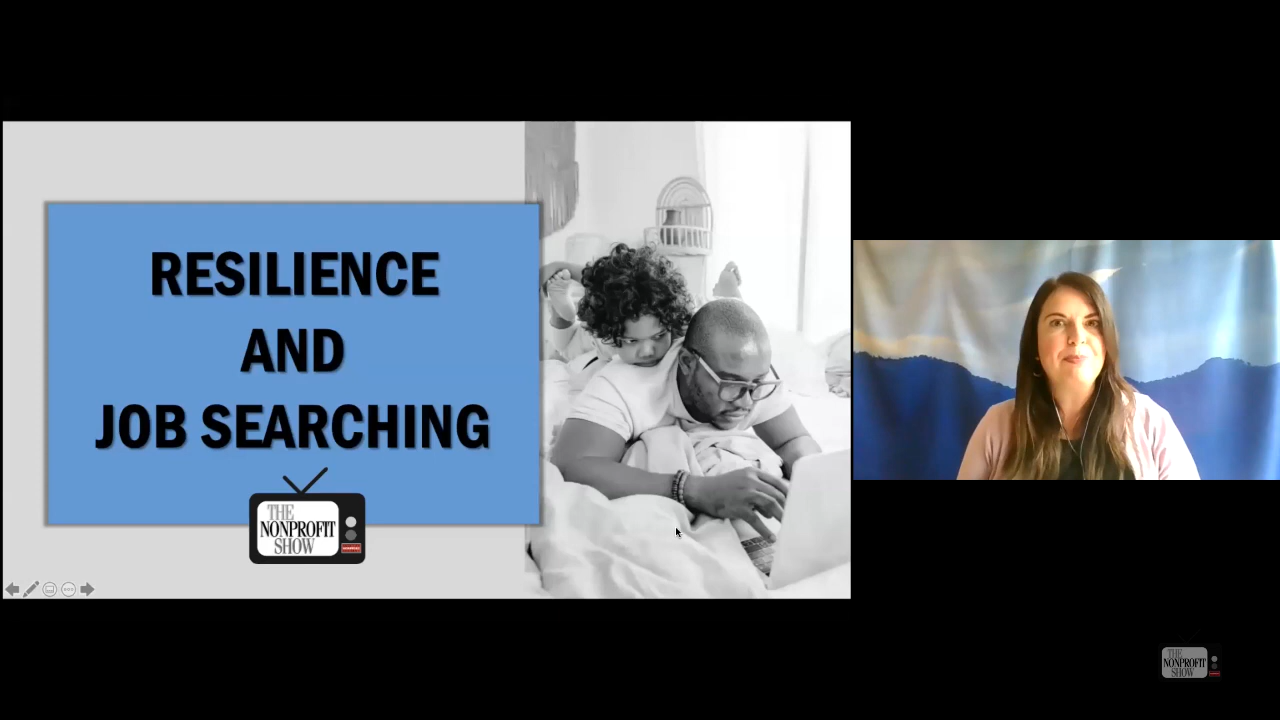 RESILIENCE
AND
JOB SEARCHING
THE
NONPROFIT
SHOW
THE
NONPROFIT
SHOW